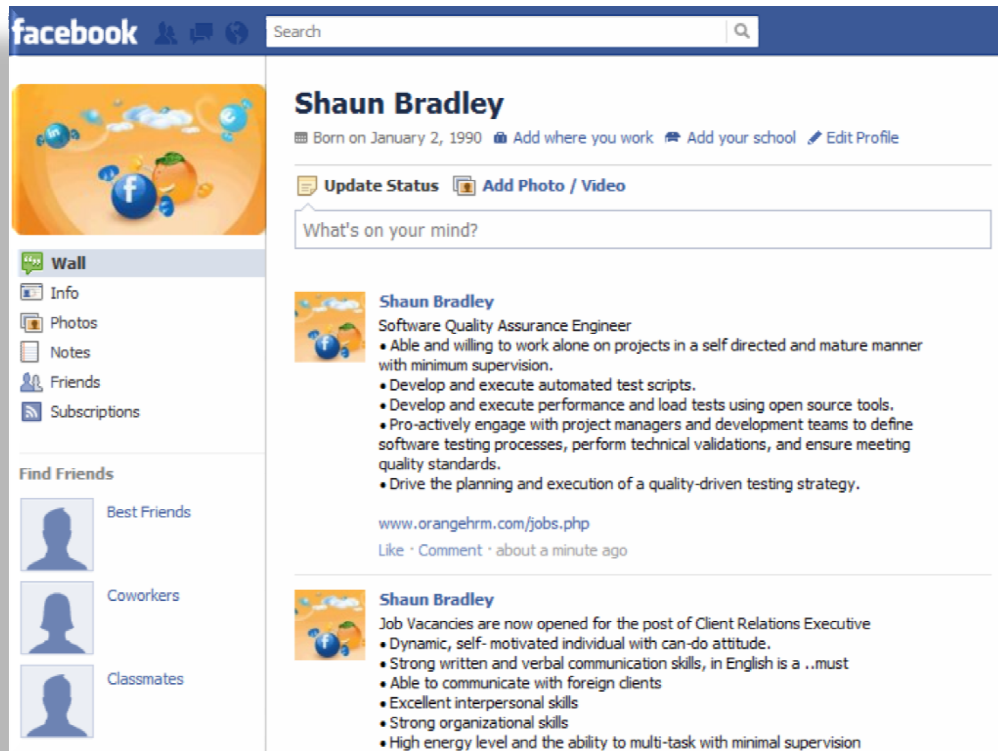 facebook
Search
Shaun Bradley
Born on January 2, 1990 Add where you work Add your school Edit Profile
Update Status Add Photo / Video
What's on your mind?
Wall
Info
Photos
Notes
Friends
Subscriptions
Find Friends
Best Friends
Coworkers
Classmates
Shaun Bradley
Software Quality Assurance Engineer
• Able and willing to work alone on projects in a self directed and mature manner
with minimum supervision.
• Develop and execute automated test scripts.
• Develop and execute performance and load tests using open source tools.
• Pro-actively engage with project managers and development teams to define
software testing processes, perform technical validations, and ensure meeting
quality standards.
• Drive the planning and execution of a quality-driven testing strategy.
www.orangehrm.com/jobs.php
Like · Comment · about a minute ago
Shaun Bradley
Job Vacancies are now opened for the post of Client Relations Executive
• Dynamic, self- motivated individual with can-do attitude.
• Strong written and verbal communication skills, in English is a ..must
• Able to communicate with foreign clients
• Excellent interpersonal skills
• Strong organizational skills
• High energy level and the ability to multi-task with minimal supervision